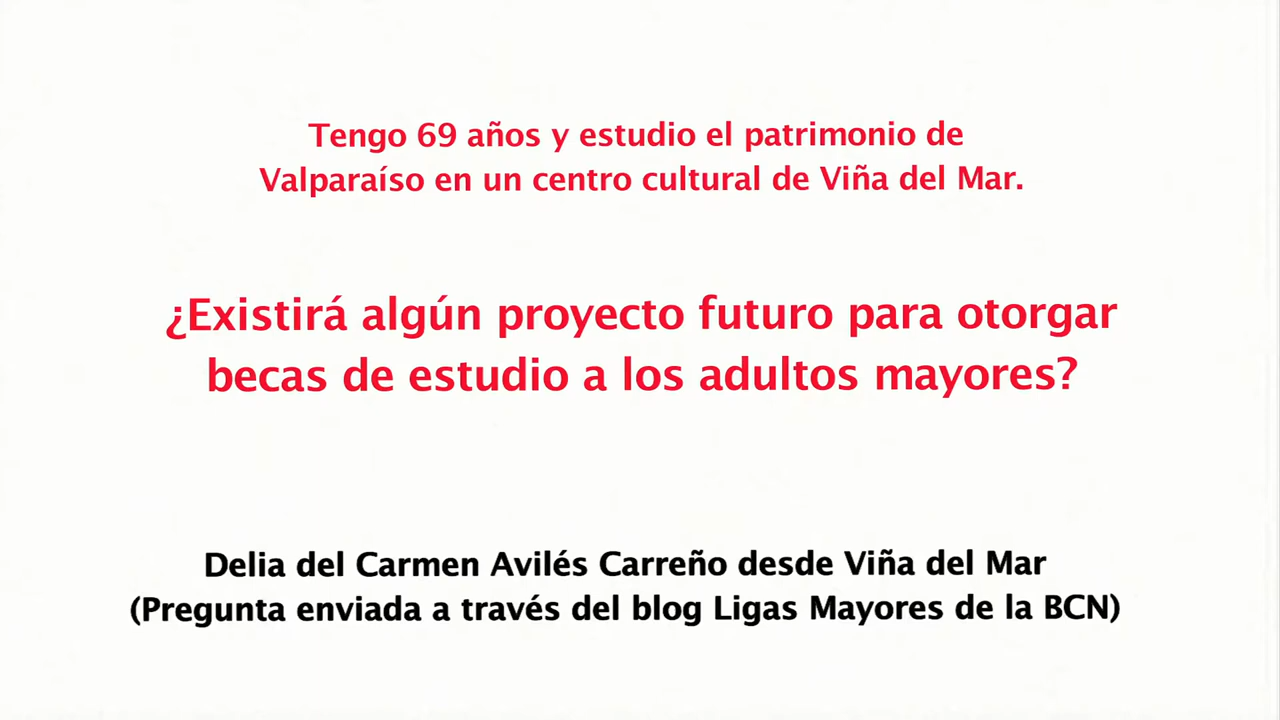 Tengo 69 años y estudio el patrimonio de
Valparaíso en un centro cultural de Viña del Mar.
¿Existirá algún proyecto futuro para otorgar
becas de estudio a los adultos mayores?
Delia del Carmen Avilés Carreño desde Viña del Mar
(Pregunta enviada a través del blog Ligas Mayores de la BCN)